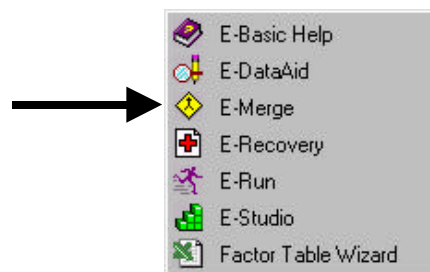 E-Basic Help
E-DataAid
E-Merge
E-Recovery
E-Run
E-Studio
Factor Table Wizard